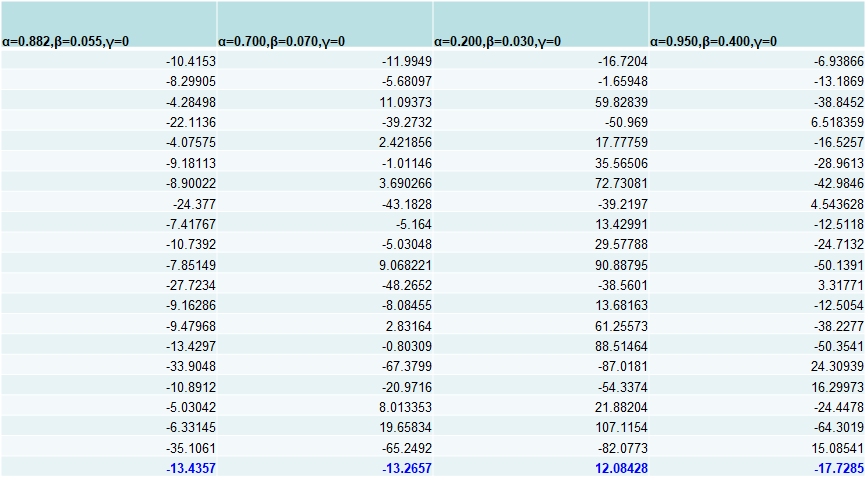 α=0.882,β=0.055,γ=0 α=0.700,β=0.070,γ=0 α=0.200,β=0.030,γ=0 α=0.950,β=0.400,γ=0
-10.4153 -11.9949 -16.7204 -6.93866
-8.29905 -5.68097 -1.65948 -13.1869
-4.28498 11.09373 59.82839 -38.8452
-22.1136 -39.2732 -50.969 6.518359
-4.07575 2.421856 17.77759 -16.5257
-9.18113 -1.01146 35.56506 -28.9613
-8.90022 3.690266 72.73081 -42.9846
-24.377 -43.1828 -39.2197 4.543628
-7.41767 -5.164 13.42991 -12.5118
-10.7392 -5.03048 29.57788 -24.7132
-7.85149 9.068221 90.88795 -50.1391
-27.7234 -48.2652 -38.5601 3.31771
-9.16286 -8.08455 13.68163 -12.5054
-9.47968 2.83164 61.25573 -38.2277
-13.4297 -0.80309 88.51464 -50.3541
-33.9048 -67.3799 -87.0181 24.30939
-10.8912 -20.9716 -54.3374 16.29973
-5.03042 8.013353 21.88204 -24.4478
-6.33145 19.65834 107.1154 -64.3019
-35.1061 -65.2492 -82.0773 15.08541
-13.4357 -13.2657 12.08428 -17.7285